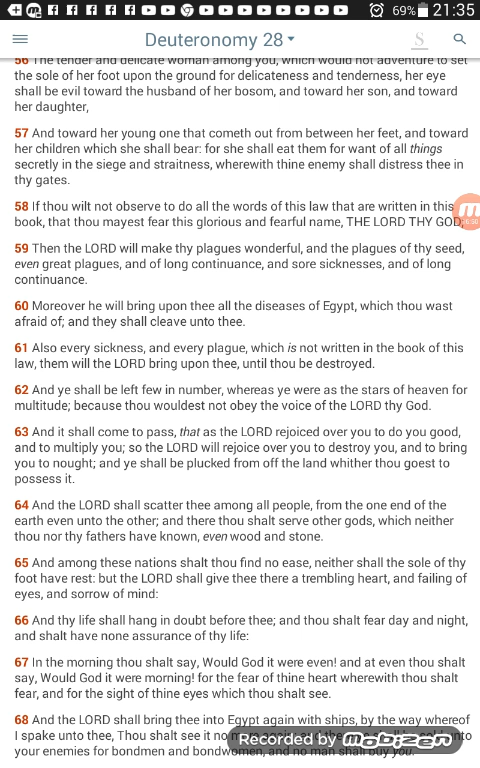 69% 21:35
Deuteronomy 28
S
56 The tender and delicate woman among you, which would not adventure to set
the sole of her foot upon the ground for delicateness and tenderness, her eye
shall be evil toward the husband of her bosom, and toward her son, and toward
her daughter,
57 And toward her young one that cometh out from between her feet, and toward
her children which she shall bear: for she shall eat them for want of all things
secretly in the siege and straitness, wherewith thine enemy shall distress thee in
thy gates.
58 If thou wilt not observe to do all the words of this law that are written in this
book, that thou mayest fear this glorious and fearful name, THE LORD THY GOD;
59 Then the LORD will make thy plagues wonderful, and the plagues of thy seed,
even great plagues, and of long continuance, and sore sicknesses, and of long
continuance.
60 Moreover he will bring upon thee all the diseases of Egypt, which thou wast
afraid of; and they shall cleave unto thee.
61 Also every sickness, and every plague, which is not written in the book of this
law, them will the LORD bring upon thee, until thou be destroyed.
62 And ye shall be left few in number, whereas ye were as the stars of heaven for
multitude; because thou wouldest not obey the voice of the LORD thy God.
63 And it shall come to pass, that as the LORD rejoiced over you to do you good,
and to multiply you; so the LORD will rejoice over you to destroy you, and to bring
you to nought; and ye shall be plucked from off the land whither thou goest to
possess it.
64 And the LORD shall scatter thee among all people, from the one end of the
earth even unto the other; and there thou shalt serve other gods, which neither
thou nor thy fathers have known, even wood and stone.
65 And among these nations shalt thou find no ease, neither shall the sole of thy
foot have rest: but the LORD shall give thee there a trembling heart, and failing of
eyes, and sorrow of mind:
66 And thy life shall hang in doubt before thee; and thou shalt fear day and night,
and shalt have none assurance of thy life:
67 In the morning thou shalt say, Would God it were even! and at even thou shalt
say, Would God it were morning! for the fear of thine heart wherewith thou shalt
fear, and for the sight of thine eyes which thou shalt see.
68 And the LORD shall bring thee into Egypt again with ships, by the way whereof
I spake unto thee, Thou shalt see it no more again: and there ye shall be sold unto
your enemies for bondmen and bondwomen, and no man shall buy you.
Recorded by Mobizen